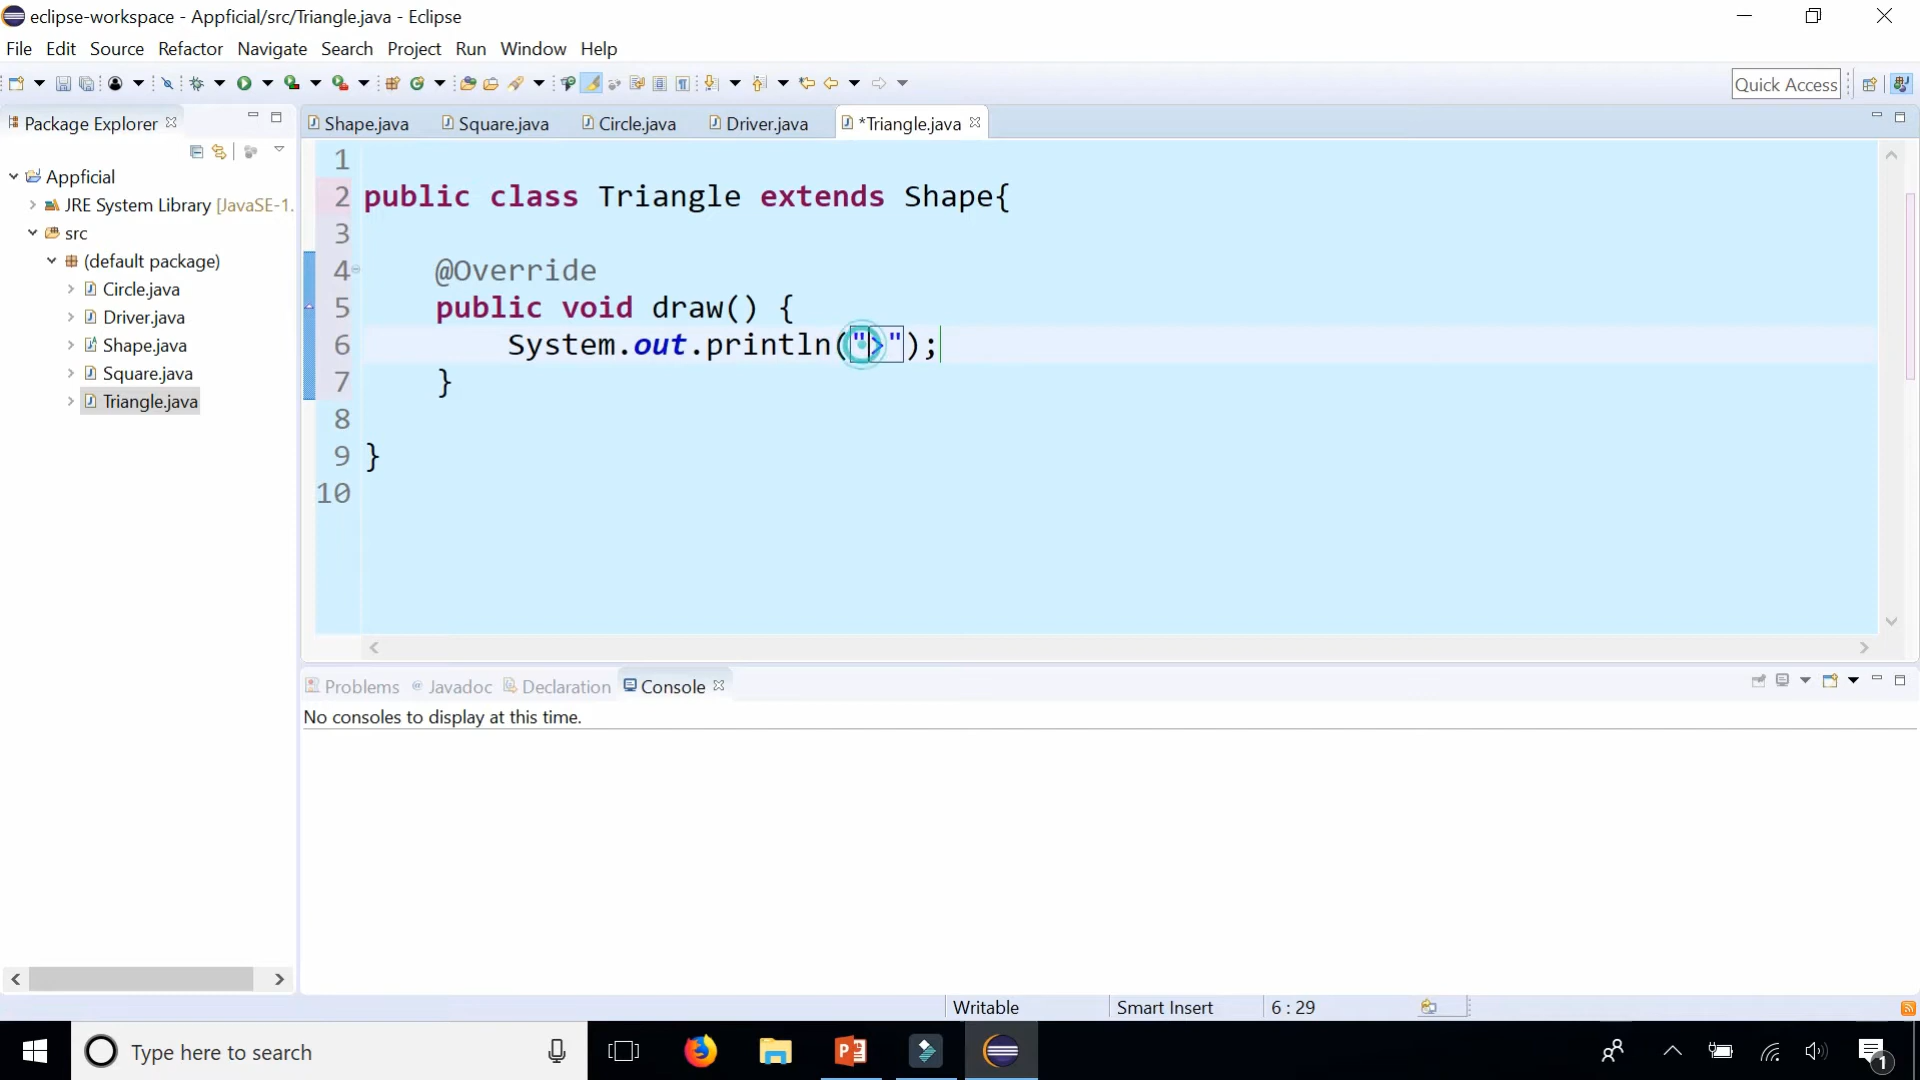 eclipse-workspace - Appficial/src/Triangle.java - Eclipse
File Edit Source Refactor Navigate Search Project Run Window Help
Quick Access
Package Explorer
Shape.java Square.java Circle.java Driver.java *Triangle.java
Appficial
JRE System Library [JavaSE-1.
src
(default package)
Circle.java
Driver.java
Shape.java
Square.java
Triangle.java
1
2 public class Triangle extends Shape{
3
4 @Override
5 public void draw() {
6 System.out.println(">");
7 }
8
9 }
10
Problems @ Javadoc Declaration Console
No consoles to display at this time.
Writable Smart Insert 6 : 29
Type here to search
1